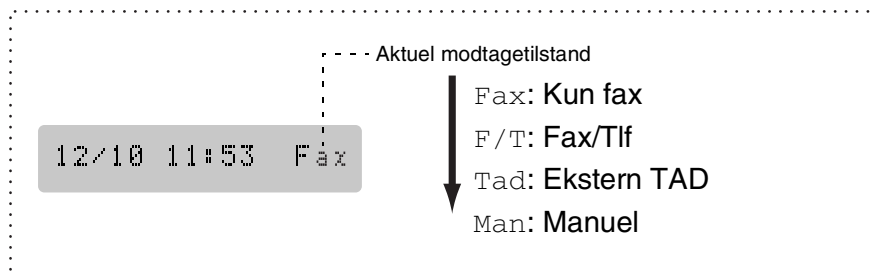 Aktuel modtagetilstand
Fax: Kun fax
F/T: Fax/Tlf
12/10 11:53 Fax
Tad: Ekstern TAD
Man: Manuel